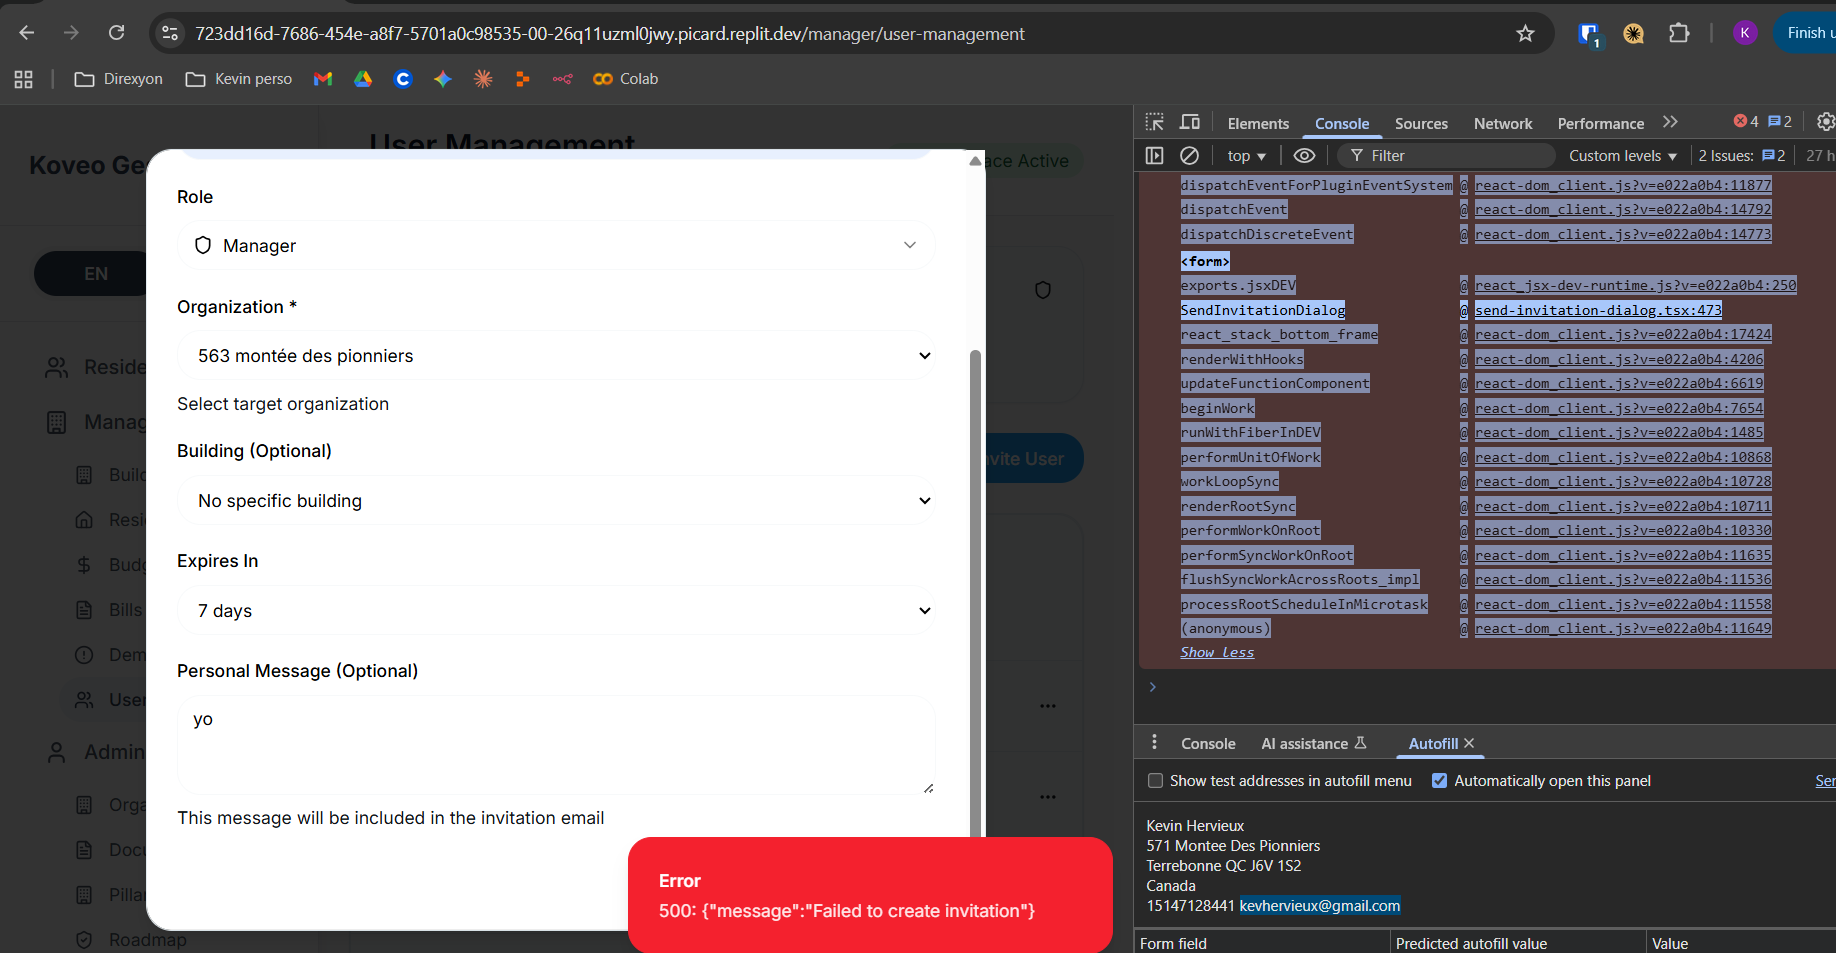 723dd16d-7686-454e-a8f7-5701a0c98535-00-26q11uzml0jwy.picard.replit.dev/manager/user-management
1
K
Finish u
Direxyon
Kevin perso
Colab
Koveo Ge
User Management
ace Active
EN
Reside
Manag
Build
Resi
Budg
Bills
Dem
User
Admin
Orga
Docu
Pillar
Roadmap
nvite User
Role
Manager
Organization *
563 montée des pionniers
Select target organization
Building (Optional)
No specific building
Expires In
7 days
Personal Message (Optional)
yo
This message will be included in the invitation email
Error
500: {"message":"Failed to create invitation"}
Elements
Console
Sources
Network
Performance
4
2
top
Filter
Custom levels
2 Issues:
2
27 h
dispatchEventForPluginEventSystem @ react-dom_client.js?v=e022a0b4:11877
dispatchEvent @ react-dom_client.js?v=e022a0b4:14792
dispatchDiscreteEvent @ react-dom_client.js?v=e022a0b4:14773
<form>
exports.jsxDEV @ react_jsx-dev-runtime.js?v=e022a0b4:250
SendInvitationDialog @ send-invitation-dialog.tsx:473
react_stack_bottom_frame @ react-dom_client.js?v=e022a0b4:17424
renderWithHooks @ react-dom_client.js?v=e022a0b4:4206
updateFunctionComponent @ react-dom_client.js?v=e022a0b4:6619
beginWork @ react-dom_client.js?v=e022a0b4:7654
runWithFiberInDEV @ react-dom_client.js?v=e022a0b4:1485
performUnitOfWork @ react-dom_client.js?v=e022a0b4:10868
workLoopSync @ react-dom_client.js?v=e022a0b4:10728
renderRootSync @ react-dom_client.js?v=e022a0b4:10711
performWorkOnRoot @ react-dom_client.js?v=e022a0b4:10330
performSyncWorkOnRoot @ react-dom_client.js?v=e022a0b4:11635
flushSyncWorkAcrossRoots_impl @ react-dom_client.js?v=e022a0b4:11536
processRootScheduleInMicrotask @ react-dom_client.js?v=e022a0b4:11558
(anonymous) @ react-dom_client.js?v=e022a0b4:11649
Show less
Console
AI assistance
Autofill
Show test addresses in autofill menu
Automatically open this panel
Ser
Kevin Hervieux
571 Montee Des Pionniers
Terrebonne QC J6V 1S2
Canada
15147128441 kevhervieux@gmail.com
Form field
Predicted autofill value
Value